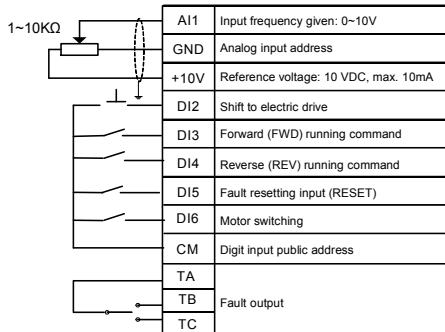 1~10KΩ
AI1 Input frequency given: 0~10V
GND Analog input address
+10V Reference voltage: 10 VDC, max. 10mA
DI2 Shift to electric drive
DI3 Forward (FWD) running command
DI4 Reverse (REV) running command
DI5 Fault resetting input (RESET)
DI6 Motor switching
CM Digit input public address
TA
TB Fault output
TC